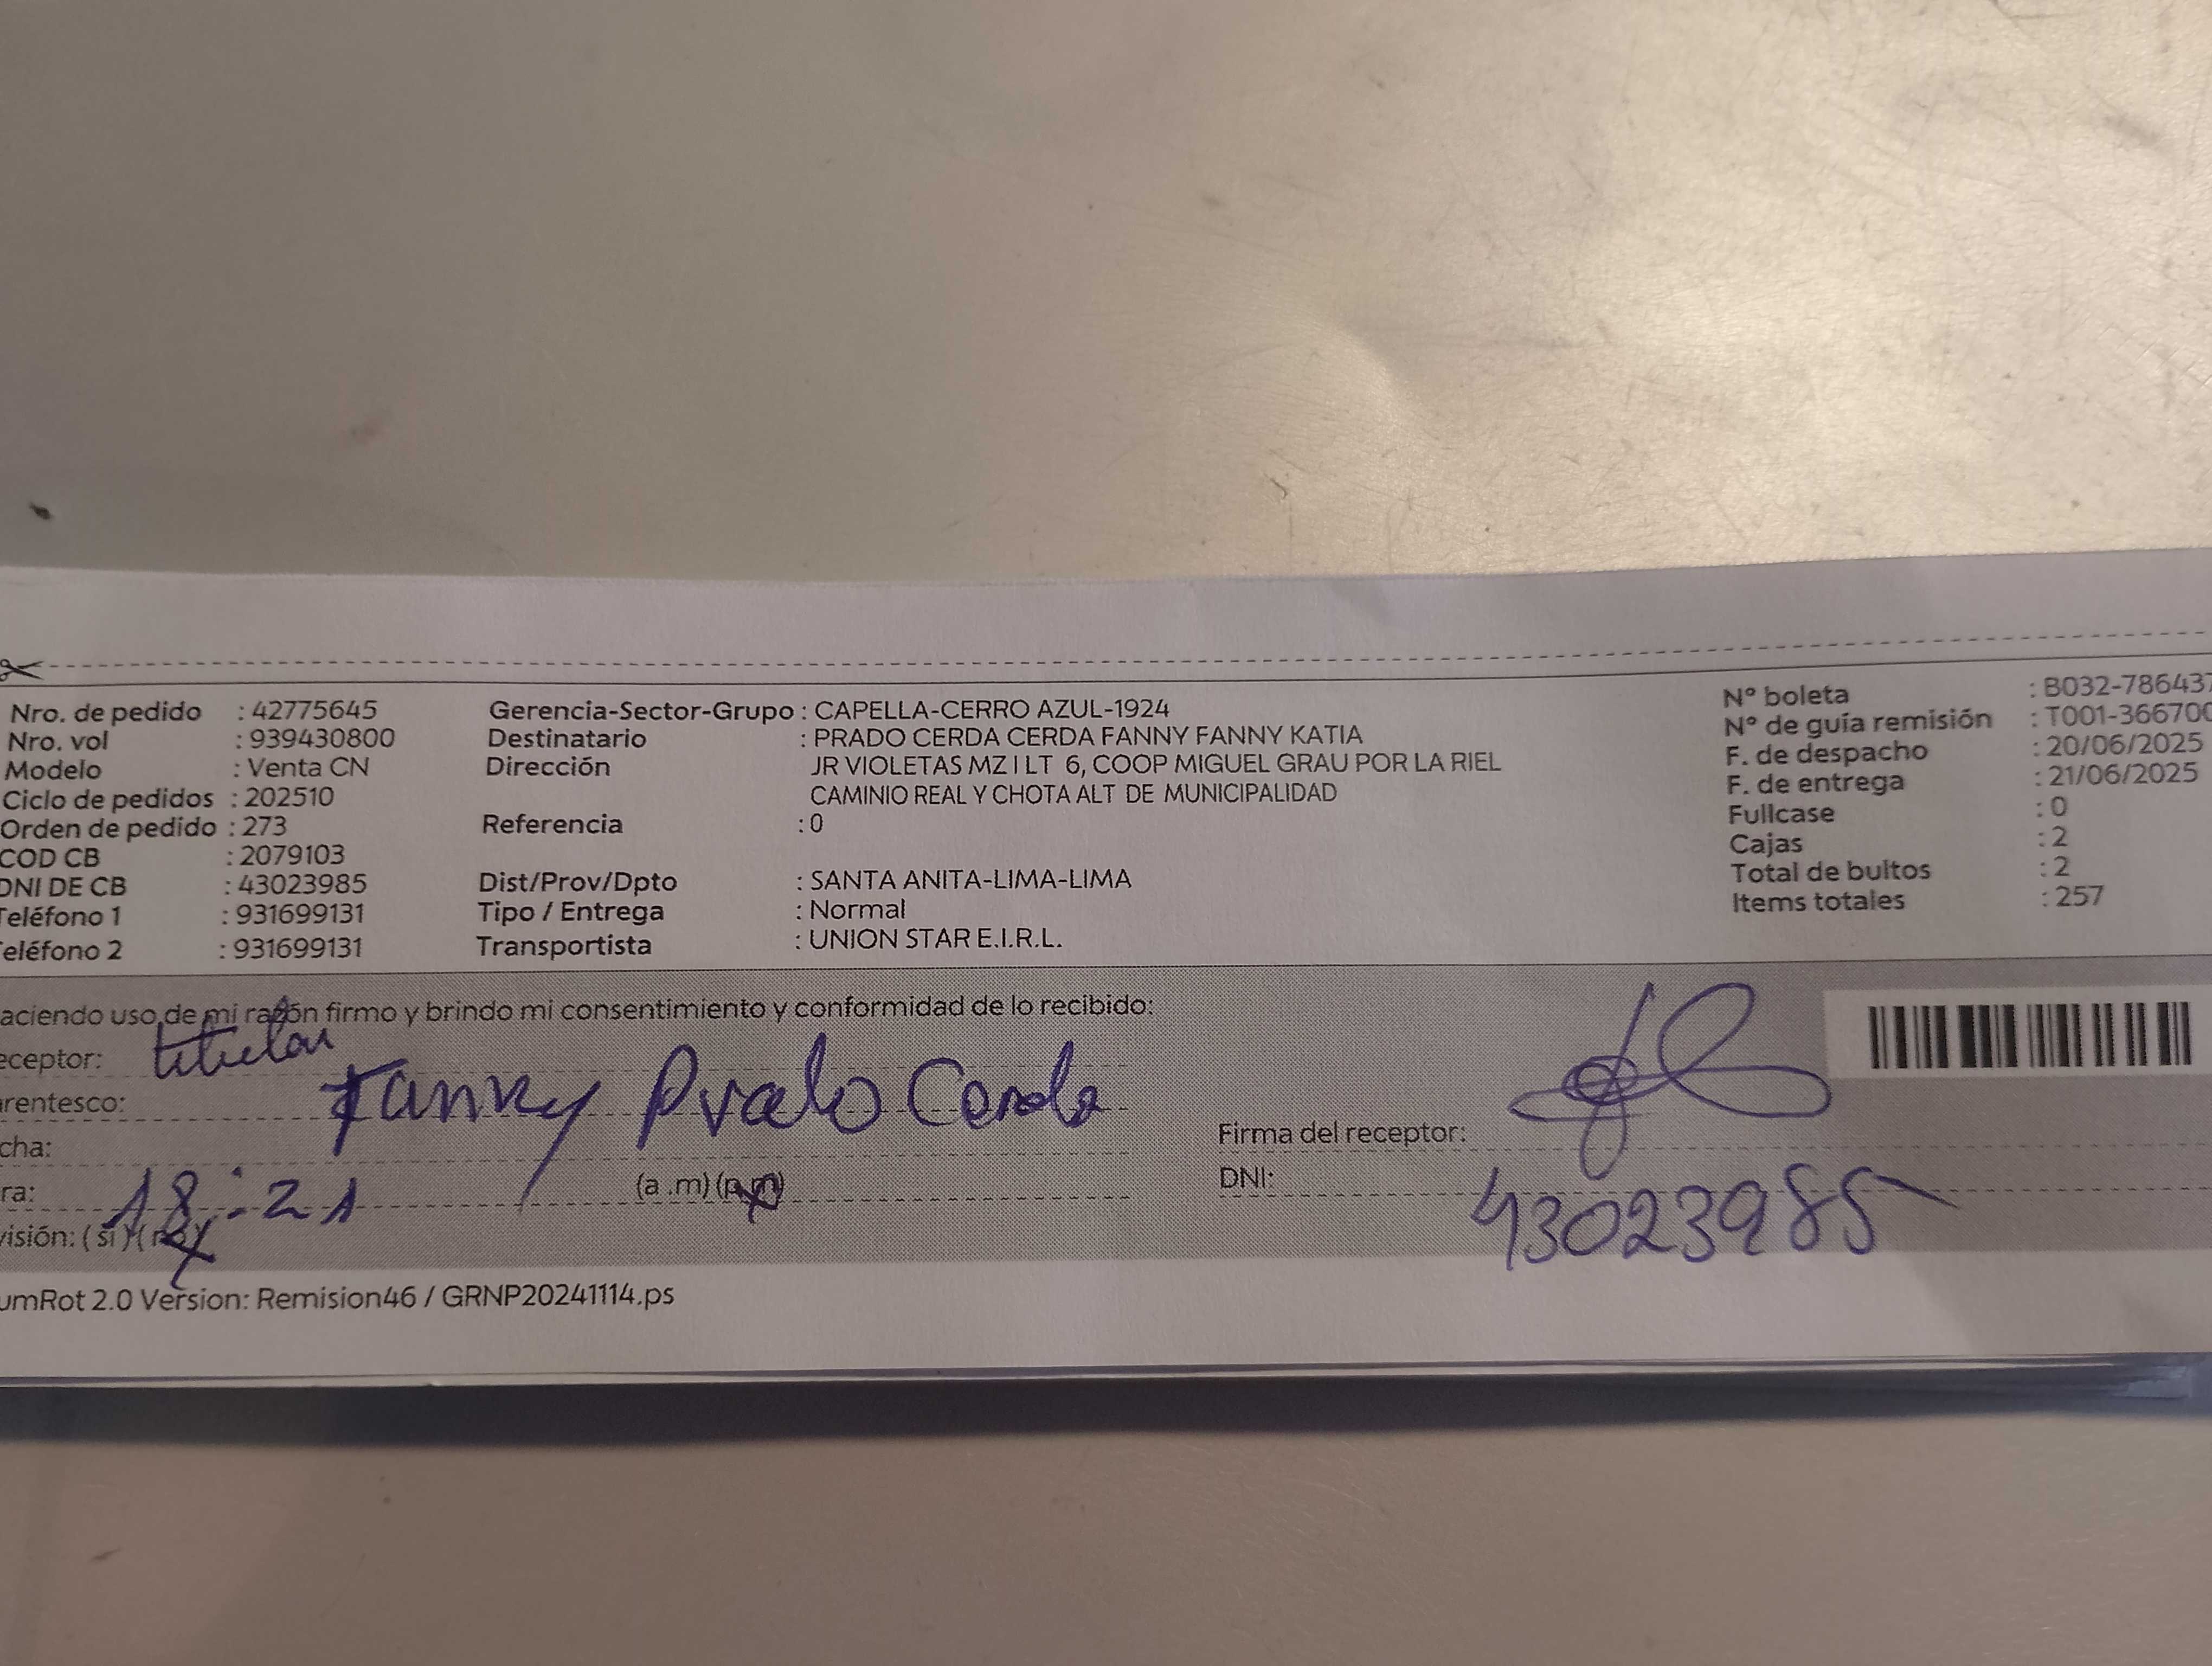 Nro. de pedido : 42775645
Nro. vol : 939430800
Modelo : Venta CN
Ciclo de pedidos : 202510
Orden de pedido : 273
COD CB : 2079103
DNI DE CB : 43023985
Teléfono 1 : 931699131
eléfono 2 : 931699131
Gerencia-Sector-Grupo : CAPELLA-CERRO AZUL-1924
Destinatario : PRADO CERDA CERDA FANNY FANNY KATIA
Dirección JR VIOLETAS MZ I LT 6, COOP MIGUEL GRAU POR LA RIEL
CAMINIO REAL Y CHOTA ALT DE MUNICIPALIDAD
Referencia : 0
Dist/Prov/Dpto : SANTA ANITA-LIMA-LIMA
Tipo / Entrega : Normal
Transportista : UNION STAR E.I.R.L.
N° boleta : B032-786437
N° de guía remisión : T001-366700
F. de despacho : 20/06/2025
F. de entrega : 21/06/2025
Fullcase : 0
Cajas : 2
Total de bultos : 2
Items totales : 257
aciendo uso de mi razón firmo y brindo mi consentimiento y conformidad de lo recibido:
eceptor: titular
arentesco: Fanny Prado Cerda
cha:
ra: 18:21 (a .m) (p.m)
visión: ( si ) ( no )
Firma del receptor:
DNI: 43023985
umRot 2.0 Version: Remision46 / GRNP20241114.ps